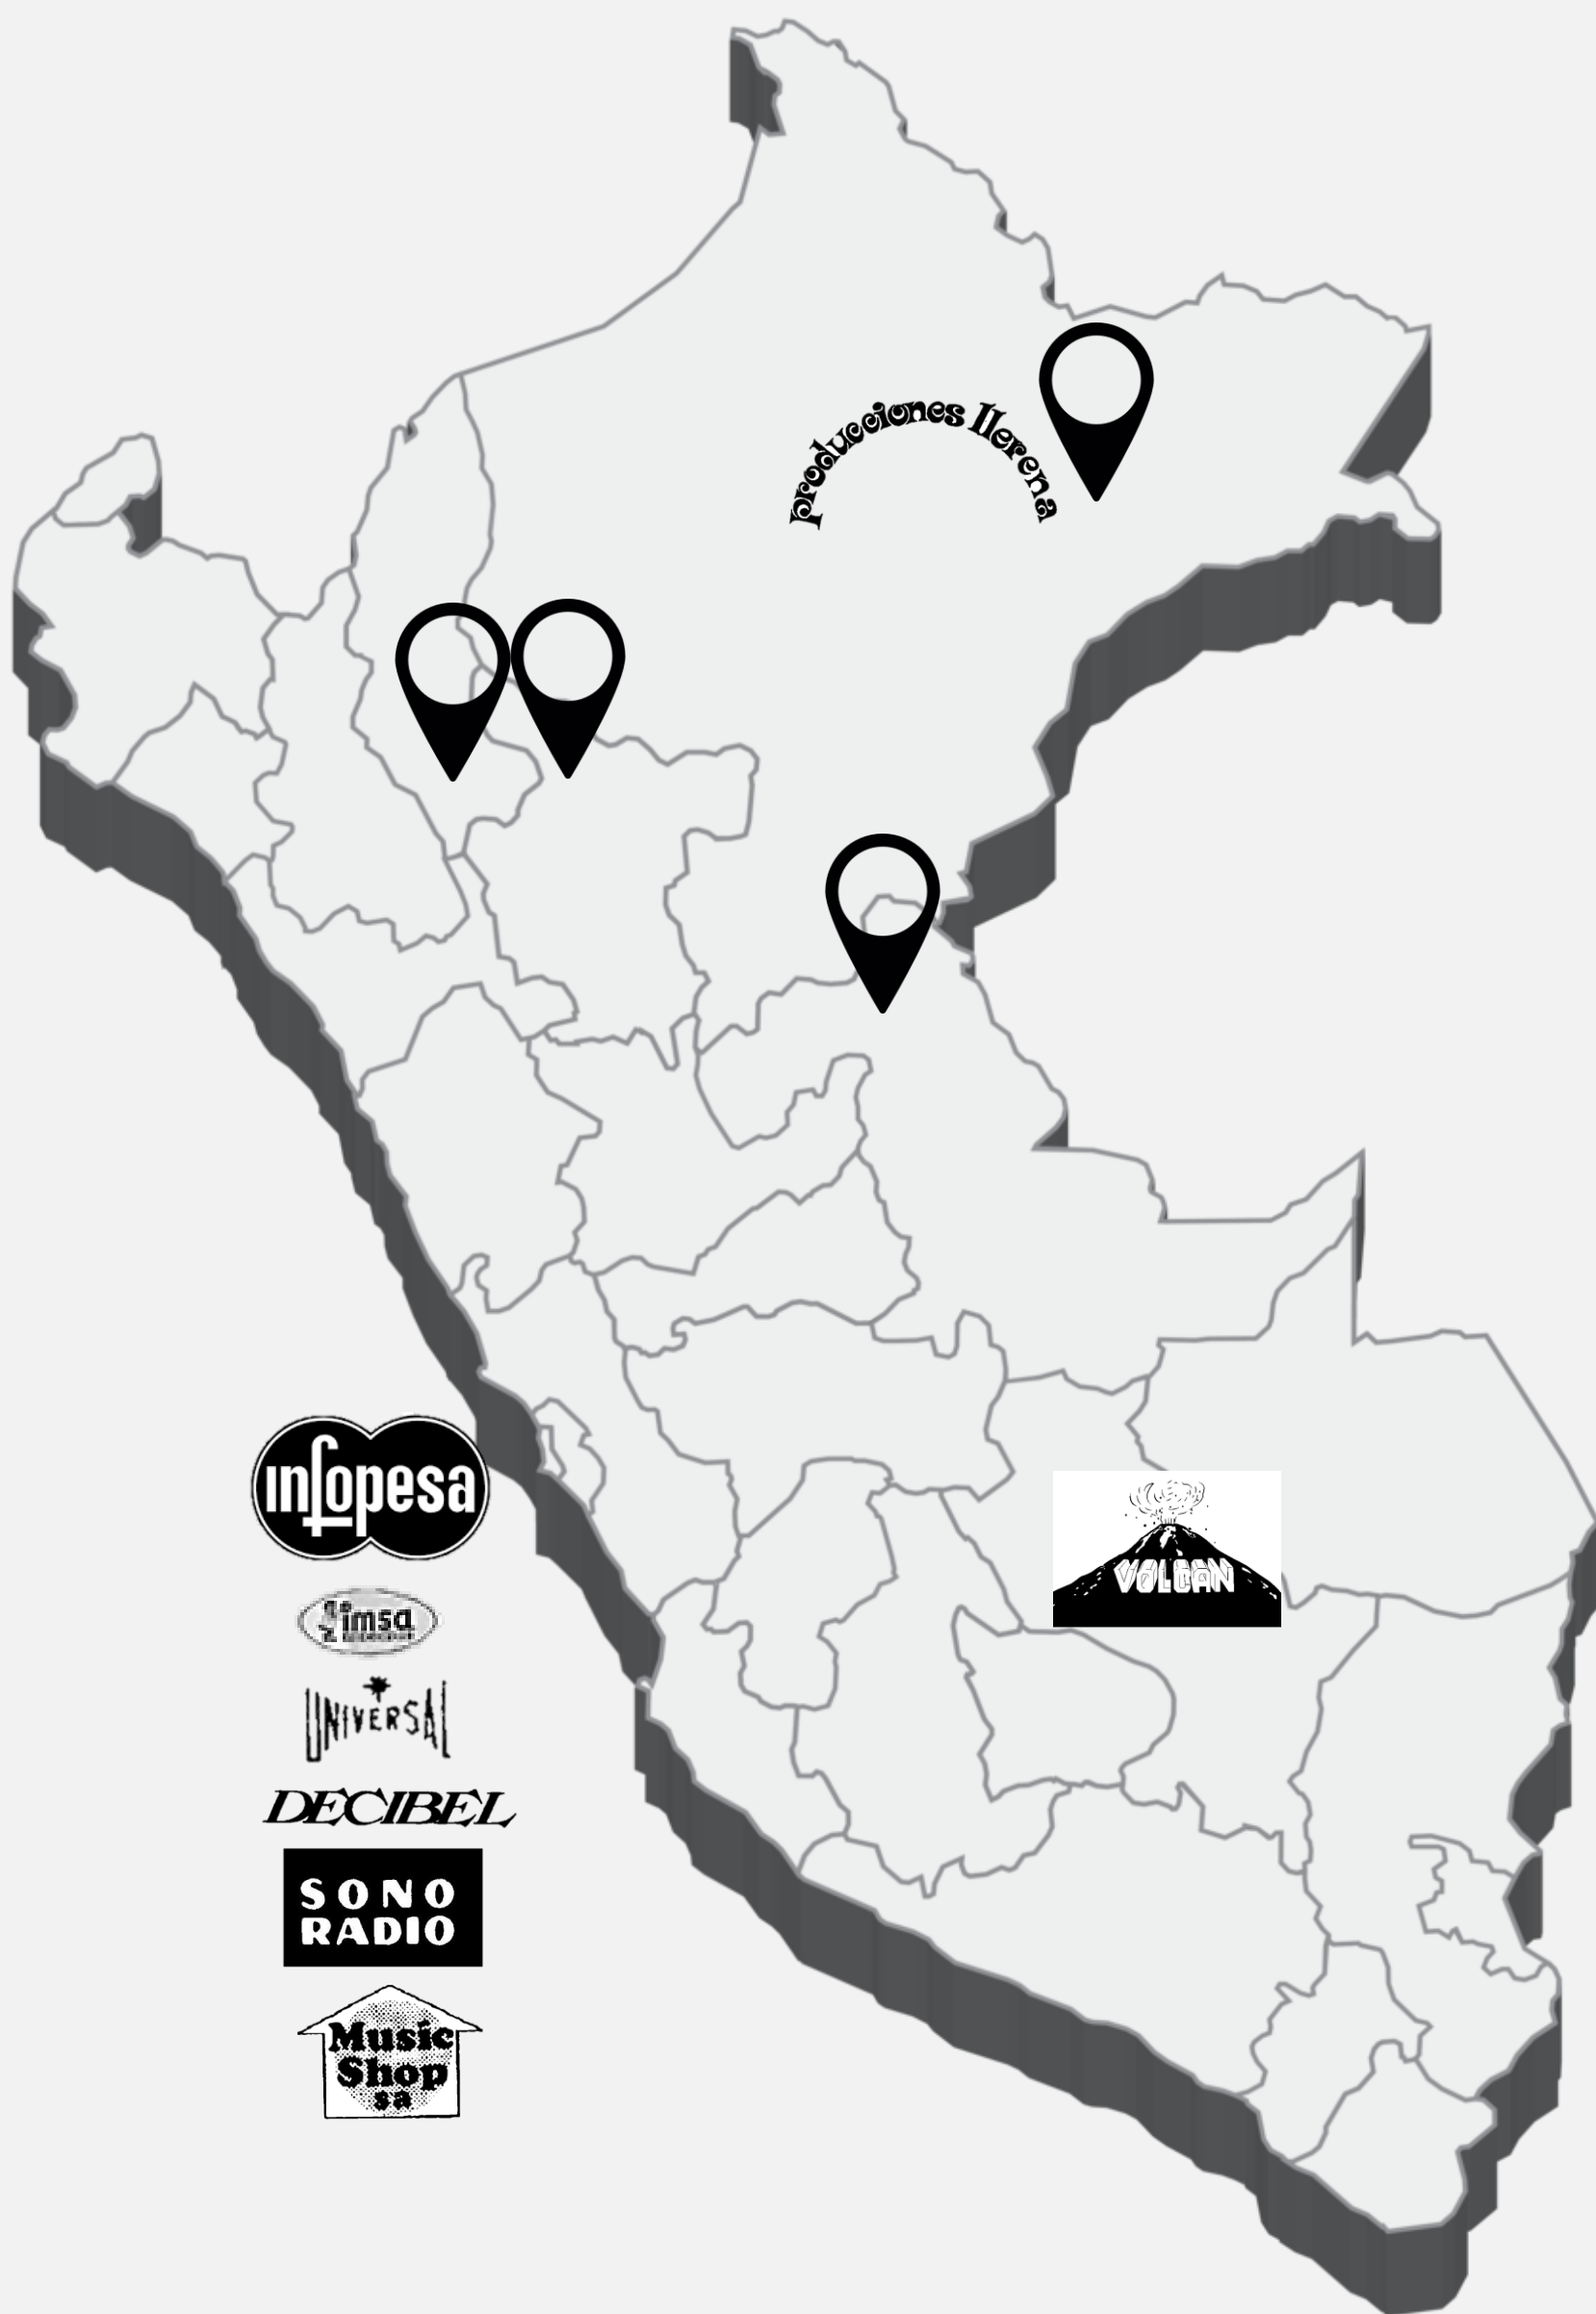 producciones llerena
infopesa
imsa
UNIVERSAL
VOLCAN
DECIBEL
SONO
RADIO
Music
Shop
sa